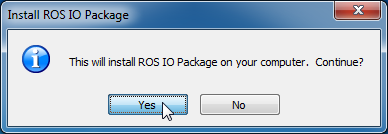 Install ROS IO Package
This will install ROS IO Package on your computer.  Continue?
Yes
No